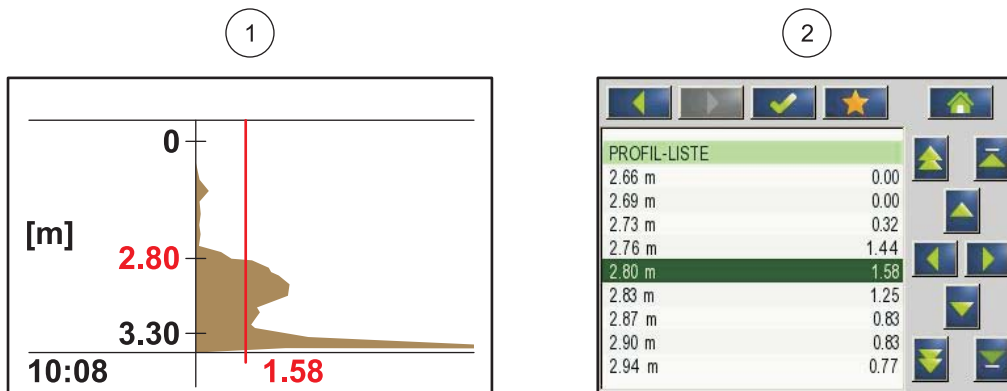 1
0
[m]
2.80
3.30
10:08 1.58
2
PROFIL-LISTE
2.66 m 0.00
2.69 m 0.00
2.73 m 0.32
2.76 m 1.44
2.80 m 1.58
2.83 m 1.25
2.87 m 0.83
2.90 m 0.83
2.94 m 0.77